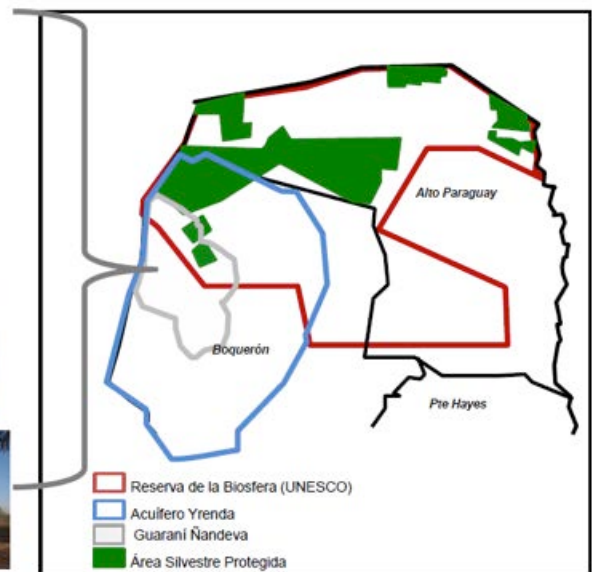 Alto Paraguay
Boquerón
Pte Hayes
Reserva de la Biosfera (UNESCO)
Acuífero Yrenda
Guaraní Ñandeva
Área Silvestre Protegida